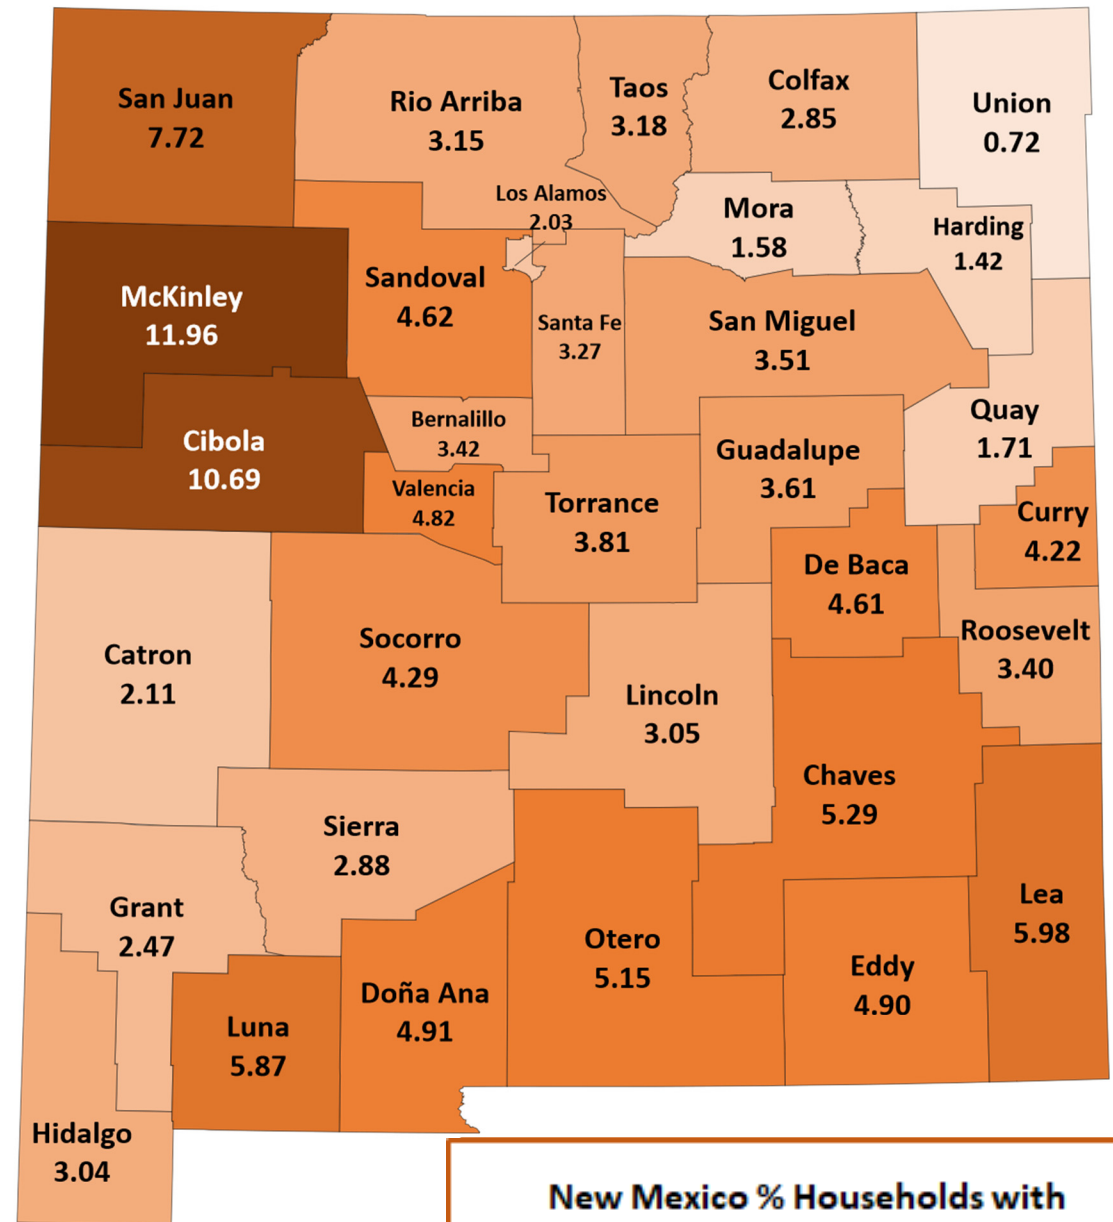 San Juan
7.72
Rio Arriba
3.15
Taos
3.18
Colfax
2.85
Union
0.72
Los Alamos
2.03
Mora
1.58
Harding
1.42
McKinley
11.96
Sandoval
4.62
Santa Fe
3.27
San Miguel
3.51
Quay
1.71
Cibola
10.69
Bernalillo
3.42
Guadalupe
3.61
Valencia
4.82
Torrance
3.81
Curry
4.22
De Baca
4.61
Catron
2.11
Socorro
4.29
Roosevelt
3.40
Lincoln
3.05
Chaves
5.29
Sierra
2.88
Grant
2.47
Lea
5.98
Otero
5.15
Eddy
4.90
Doña Ana
4.91
Luna
5.87
Hidalgo
3.04
New Mexico % Households with